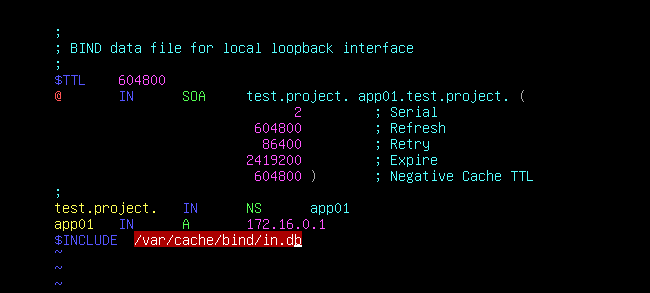 ;
; BIND data file for local loopback interface
;
$TTL    604800
@       IN      SOA     test.project. app01.test.project. (
                              2         ; Serial
                         604800         ; Refresh
                          86400         ; Retry
                        2419200         ; Expire
                         604800 )       ; Negative Cache TTL
;
test.project.   IN      NS      app01
app01   IN      A       172.16.0.1
$INCLUDE  /var/cache/bind/in.db
~
~
~